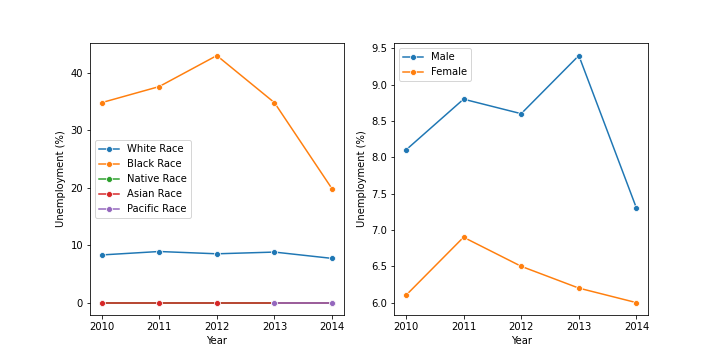 40
30
20
10
0
2010 2011 2012 2013 2014
Year
Unemployment (%)
White Race
Black Race
Native Race
Asian Race
Pacific Race
9.5
9.0
8.5
8.0
7.5
7.0
6.5
6.0
2010 2011 2012 2013 2014
Year
Unemployment (%)
Male
Female